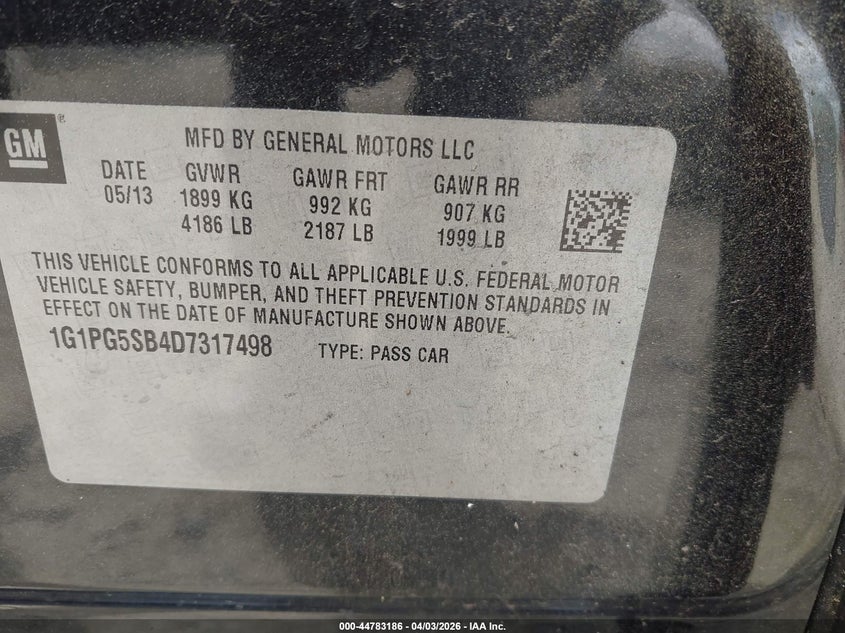 GM
MFD BY GENERAL MOTORS LLC
DATE GVWR GAWR FRT GAWR RR
05/13 1899 KG 992 KG 907 KG
4186 LB 2187 LB 1999 LB
THIS VEHICLE CONFORMS TO ALL APPLICABLE U.S. FEDERAL MOTOR
VEHICLE SAFETY, BUMPER, AND THEFT PREVENTION STANDARDS IN
EFFECT ON THE DATE OF MANUFACTURE SHOWN ABOVE.
1G1PG5SB4D7317498 TYPE: PASS CAR
000-44783186 - 04/03/2026 - IAA Inc.